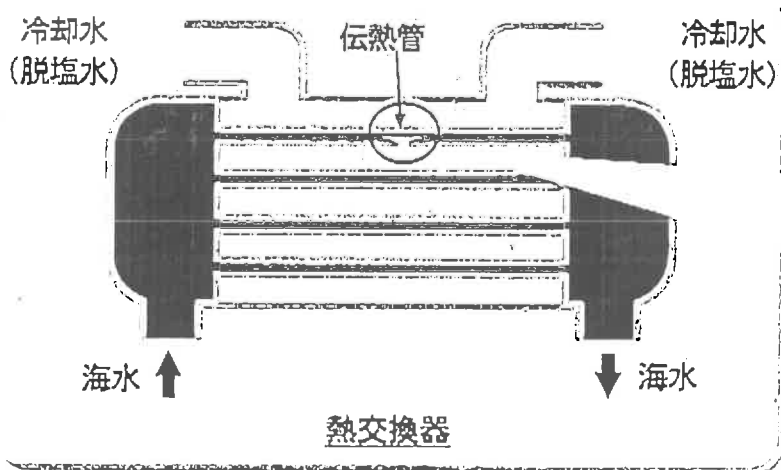 冷却水
(脱塩水)
伝熱管
冷却水
(脱塩水)
海水
海水
熱交換器